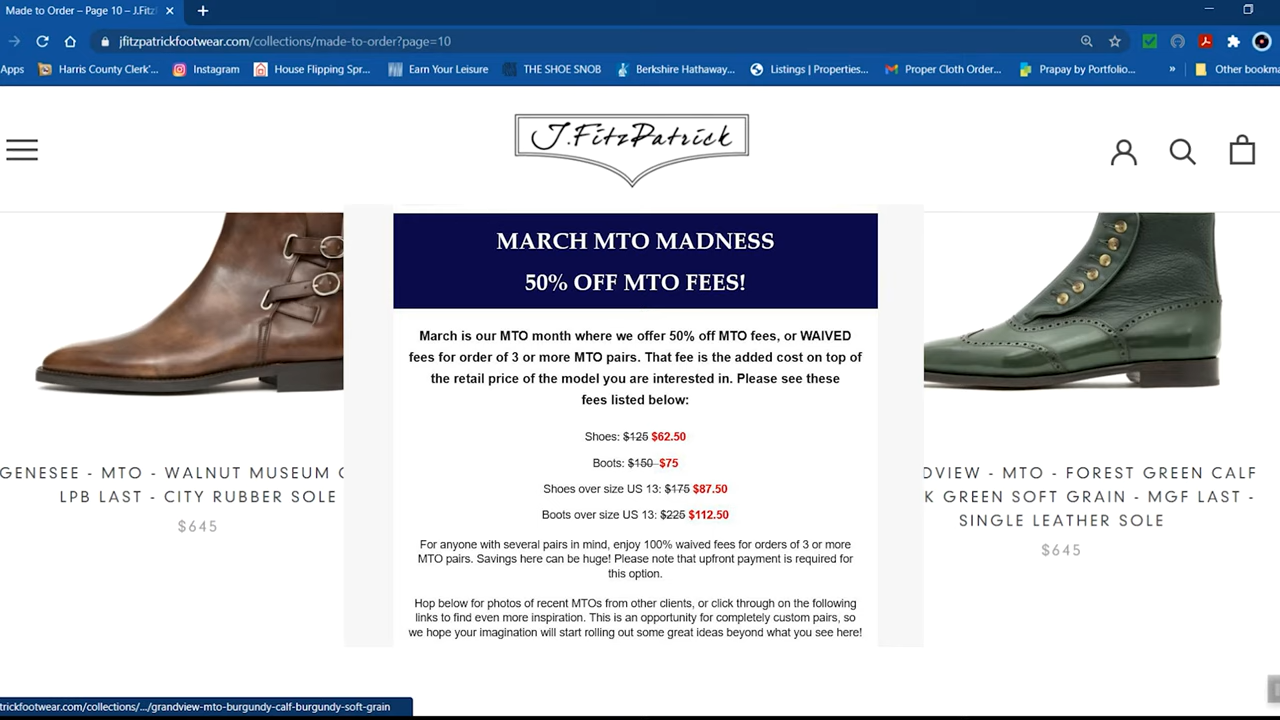 Made to Order – Page 10 – J.Fitz
jfitzpatrickfootwear.com/collections/made-to-order?page=10
Apps Harris County Clerk'... Instagram House Flipping Spr... Earn Your Leisure THE SHOE SNOB Berkshire Hathaway... Listings | Properties... Proper Cloth Order... Prapay by Portfolio... » Other bookma
J.FitzPatrick
MARCH MTO MADNESS
50% OFF MTO FEES!
March is our MTO month where we offer 50% off MTO fees, or WAIVED
fees for order of 3 or more MTO pairs. That fee is the added cost on top of
the retail price of the model you are interested in. Please see these
fees listed below:
Shoes: $125 $62.50
Boots: $150 $75
Shoes over size US 13: $175 $87.50
Boots over size US 13: $225 $112.50
For anyone with several pairs in mind, enjoy 100% waived fees for orders of 3 or more
MTO pairs. Savings here can be huge! Please note that upfront payment is required for
this option.
Hop below for photos of recent MTOs from other clients, or click through on the following
links to find even more inspiration. This is an opportunity for completely custom pairs, so
we hope your imagination will start rolling out some great ideas beyond what you see here!
GENESEE - MTO - WALNUT MUSEUM C
LPB LAST - CITY RUBBER SOLE
$645
DVIEW - MTO - FOREST GREEN CALF
K GREEN SOFT GRAIN - MGF LAST -
SINGLE LEATHER SOLE
$645
trickfootwear.com/collections/.../grandview-mto-burgundy-calf-burgundy-soft-grain